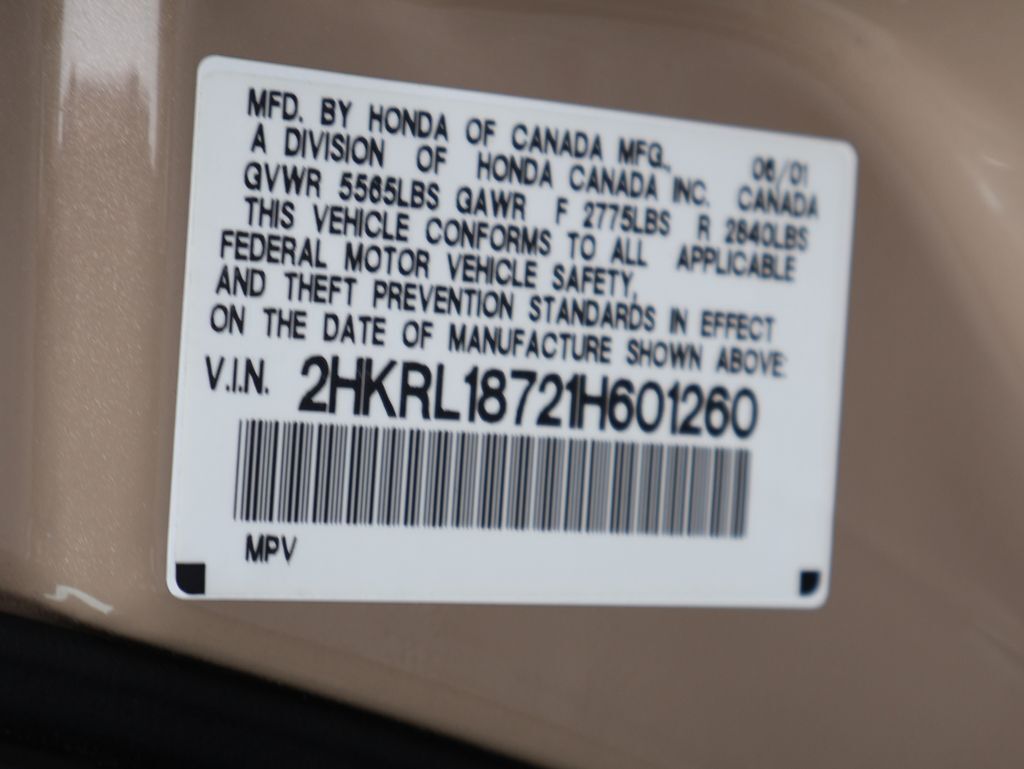 MFD. BY HONDA OF CANADA MFG., 06/01
A DIVISION OF HONDA CANADA INC. CANADA
GVWR 5565LBS GAWR F 2775LBS R 2840LBS
THIS VEHICLE CONFORMS TO ALL APPLICABLE
FEDERAL MOTOR VEHICLE SAFETY,
AND THEFT PREVENTION STANDARDS IN EFFECT
ON THE DATE OF MANUFACTURE SHOWN ABOVE:
V.I.N. 2HKRL18721H601260
MPV